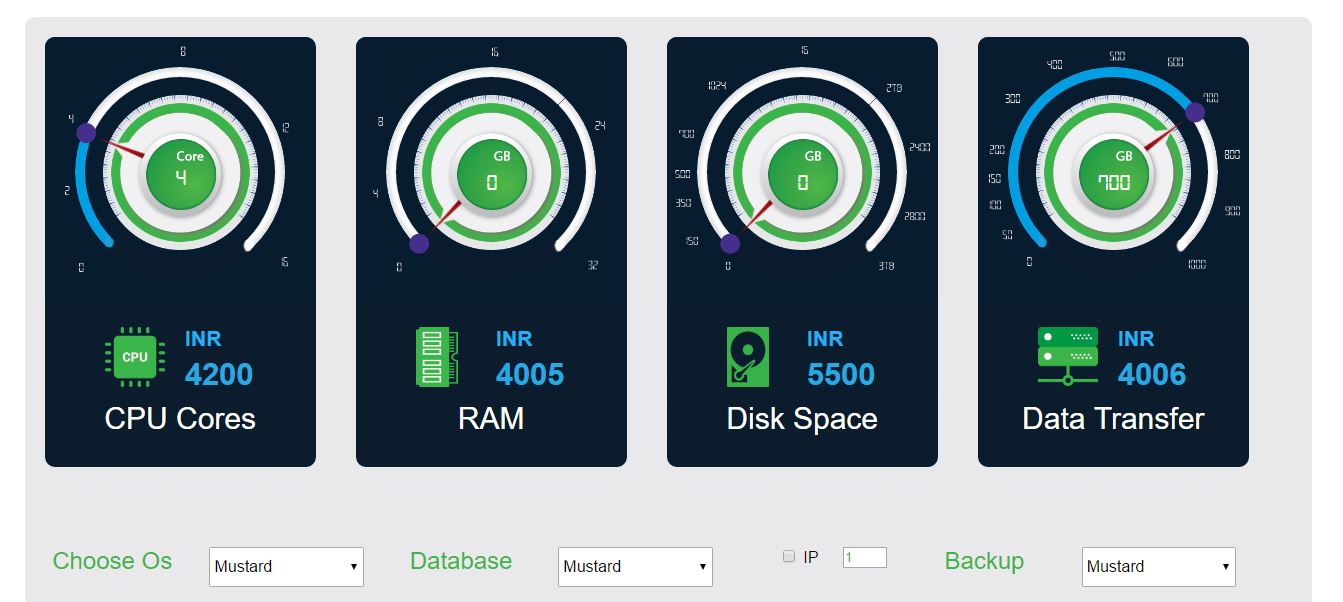 8
4
12
2
0
16
Core
4
CPU
INR
4200
CPU Cores
16
8
24
4
0
32
GB
0
INR
4005
RAM
16
1024
2TB
700
2400
500
350
2800
150
0
3TB
GB
0
INR
5500
Disk Space
500
400
600
300
700
200
800
150
100
900
50
0
1000
GB
700
INR
4006
Data Transfer
Choose Os Mustard Database Mustard IP 1 Backup Mustard